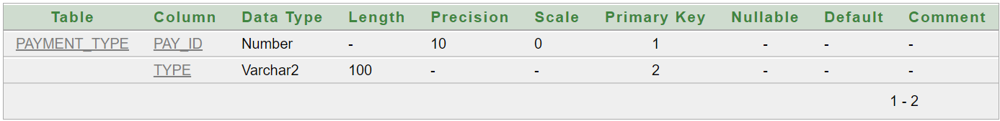 Table Column Data Type Length Precision Scale Primary Key Nullable Default Comment
PAYMENT_TYPE PAY_ID Number - 10 0 1 - - -
TYPE Varchar2 100 - - 2 - - -
1 - 2